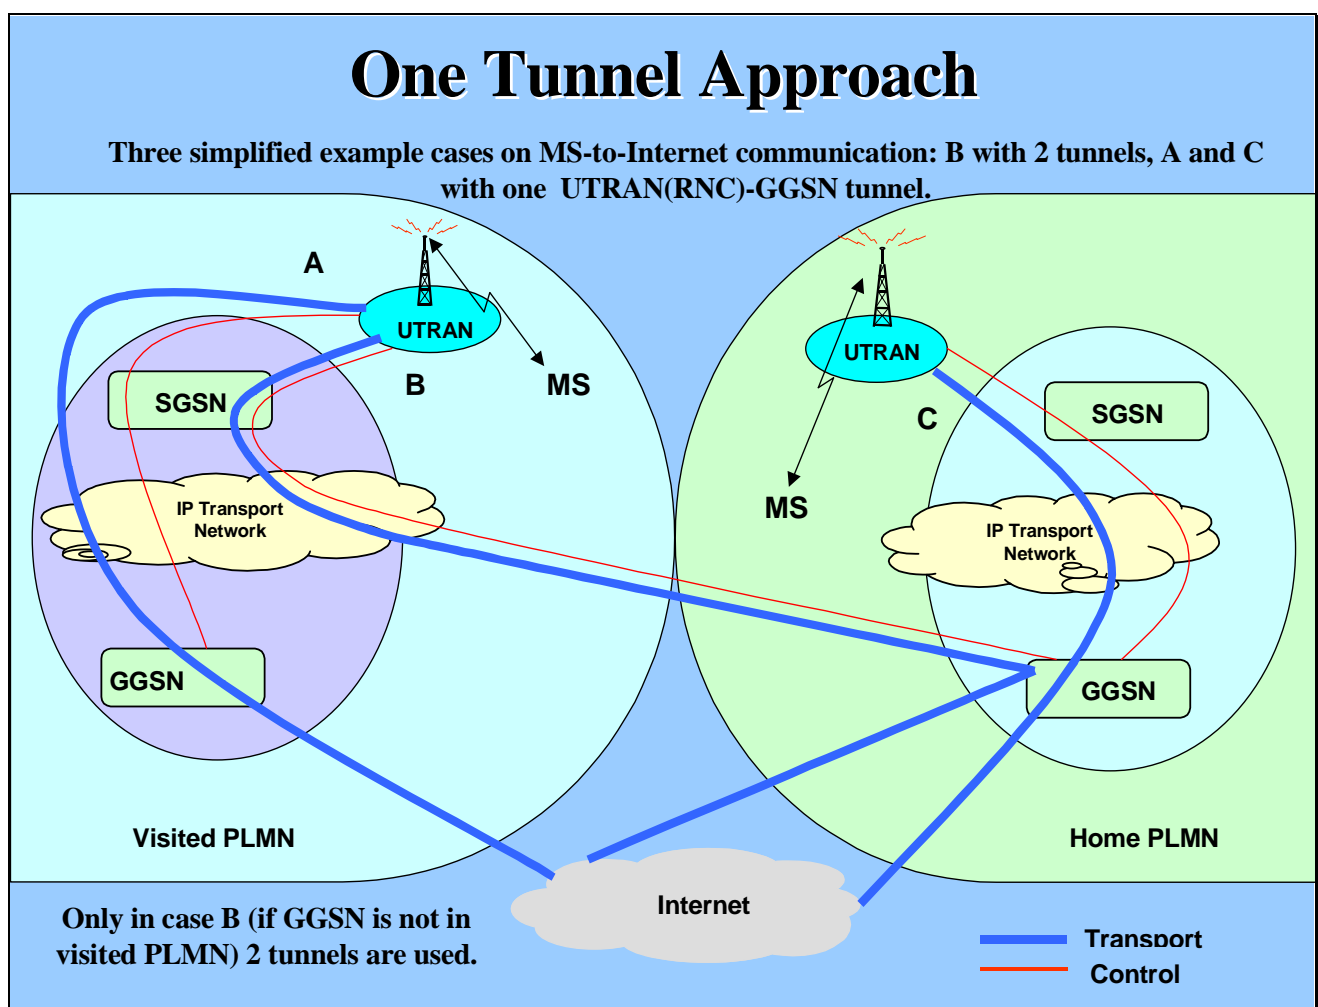 One Tunnel Approach
Three simplified example cases on MS-to-Internet communication: B with 2 tunnels, A and C
with one UTRAN(RNC)-GGSN tunnel.
A
UTRAN
B
MS
SGSN
IP Transport
Network
GGSN
Visited PLMN
UTRAN
C
MS
SGSN
IP Transport
Network
GGSN
Home PLMN
Internet
Only in case B (if GGSN is not in
visited PLMN) 2 tunnels are used.
Transport
Control